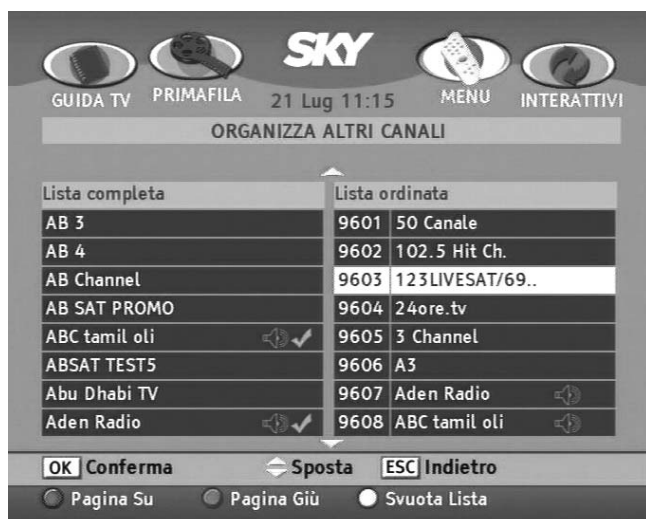 SKY
GUIDA TV
PRIMAFILA
21 Lug 11:15
MENU
INTERATTIVI
ORGANIZZA ALTRI CANALI
Lista completa
AB 3
AB 4
AB Channel
AB SAT PROMO
ABC tamil oli
ABSAT TEST5
Abu Dhabi TV
Aden Radio
Lista ordinata
9601 50 Canale
9602 102.5 Hit Ch.
9603 123LIVESAT/69..
9604 24ore.tv
9605 3 Channel
9606 A3
9607 Aden Radio
9608 ABC tamil oli
OK Conferma
Sposta
ESC Indietro
Pagina Su
Pagina Giù
Svuota Lista